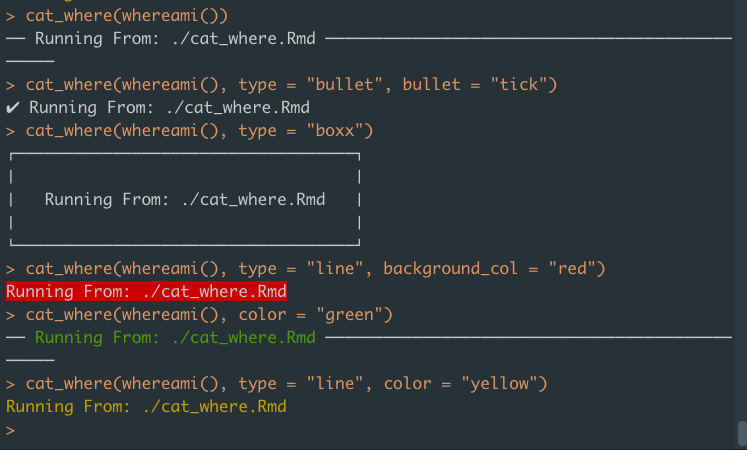 > cat_where(whereami())
── Running From: ./cat_where.Rmd ──────────────────────────────────────────
─────
> cat_where(whereami(), type = "bullet", bullet = "tick")
✔ Running From: ./cat_where.Rmd
> cat_where(whereami(), type = "boxx")
┌───────────────────────────────────┐
|                                   |
|   Running From: ./cat_where.Rmd   |
|                                   |
└───────────────────────────────────┘
> cat_where(whereami(), type = "line", background_col = "red")
Running From: ./cat_where.Rmd
> cat_where(whereami(), color = "green")
── Running From: ./cat_where.Rmd ──────────────────────────────────────────
─────
> cat_where(whereami(), type = "line", color = "yellow")
Running From: ./cat_where.Rmd
>